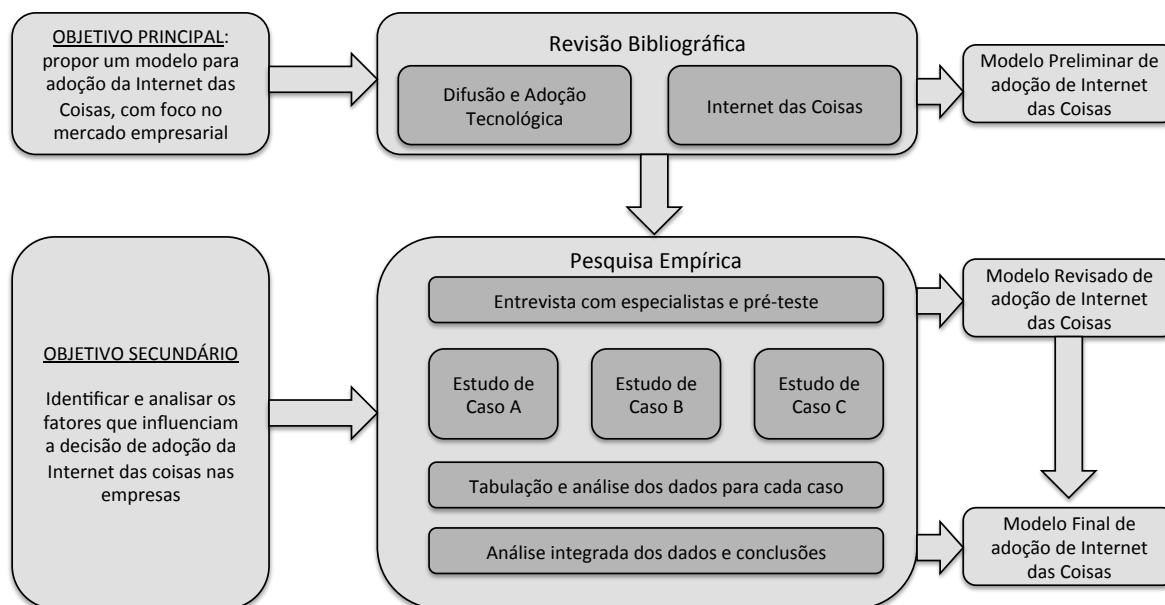 OBJETIVO PRINCIPAL:
propor um modelo para
adoção da Internet das
Coisas, com foco no
mercado empresarial
Revisão Bibliográfica
Difusão e Adoção
Tecnológica
Internet das Coisas
Modelo Preliminar de
adoção de Internet
das Coisas
OBJETIVO SECUNDÁRIO
Identificar e analisar os
fatores que influenciam
a decisão de adoção da
Internet das coisas nas
empresas
Pesquisa Empírica
Entrevista com especialistas e pré-teste
Estudo de
Caso A
Estudo de
Caso B
Estudo de
Caso C
Tabulação e análise dos dados para cada caso
Análise integrada dos dados e conclusões
Modelo Revisado de
adoção de Internet
das Coisas
Modelo Final de
adoção de Internet
das Coisas